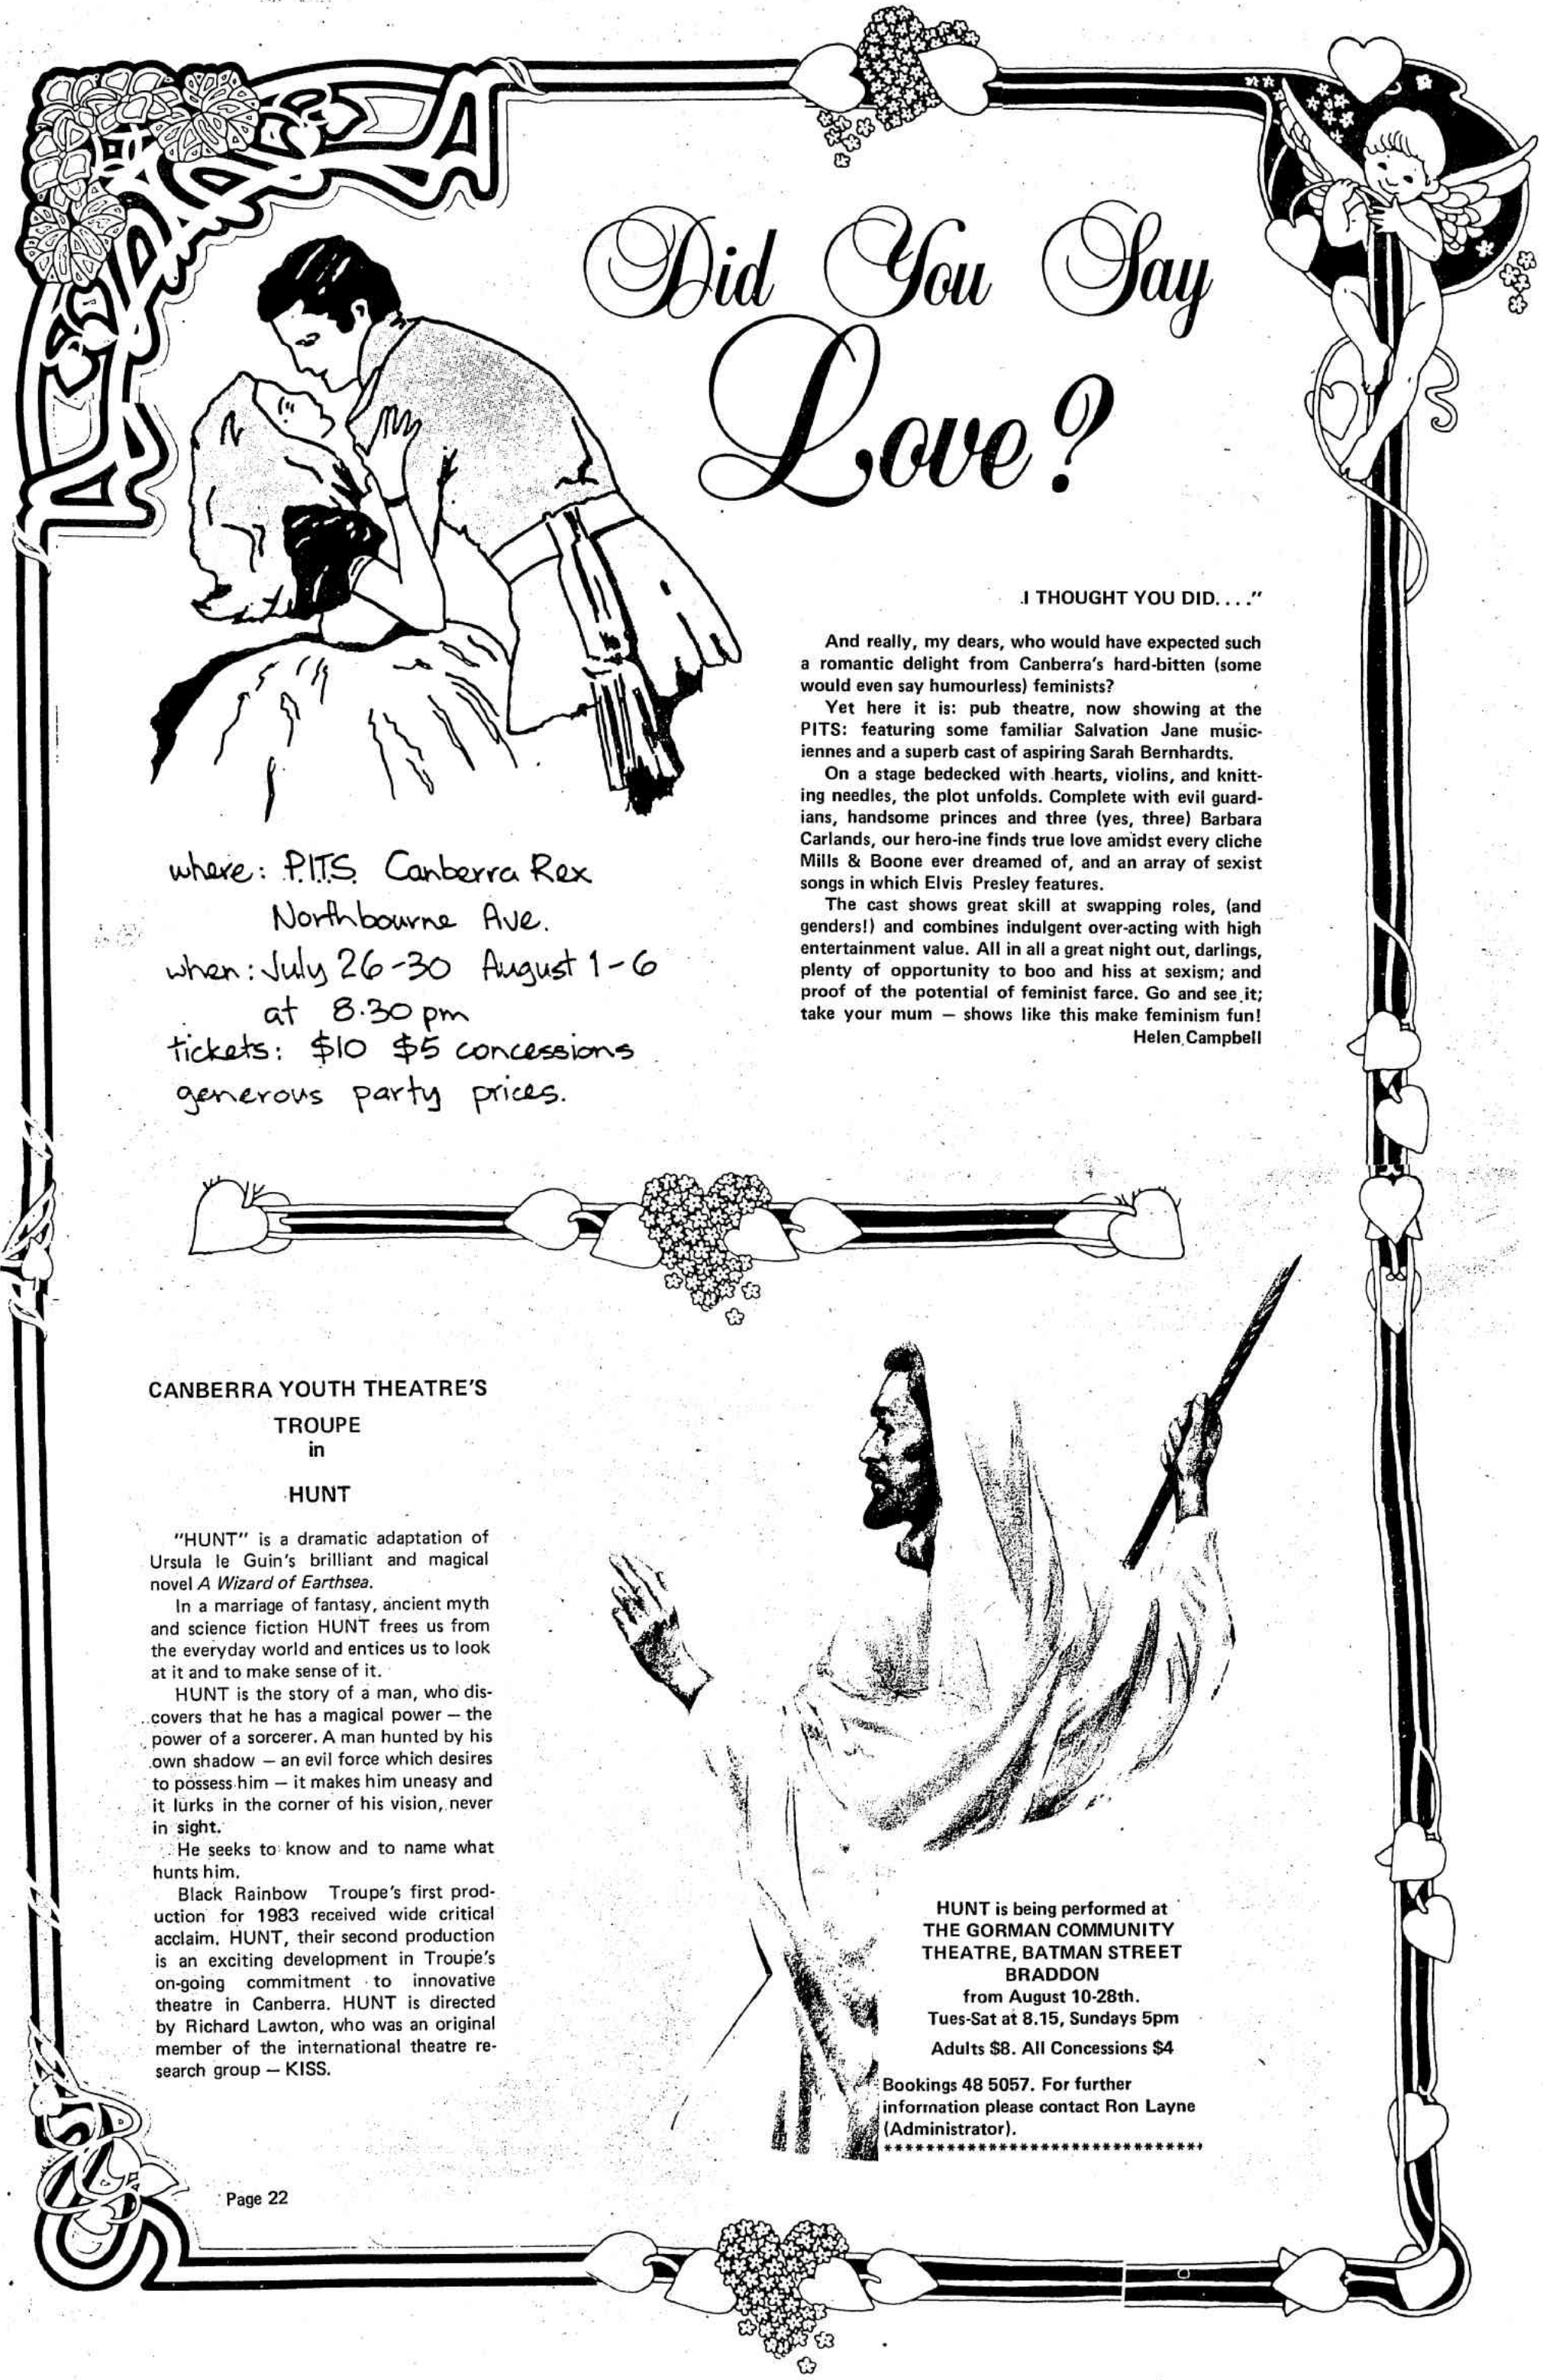 Did You Say
Love?
.I THOUGHT YOU DID. . . ."
And really, my dears, who would have expected such
a romantic delight from Canberra's hard-bitten (some
would even say humourless) feminists?
Yet here it is: pub theatre, now showing at the
PITS: featuring some familiar Salvation Jane music-
iennes and a superb cast of aspiring Sarah Bernhardts.
On a stage bedecked with hearts, violins, and knitt-
ing needles, the plot unfolds. Complete with evil guard-
ians, handsome princes and three (yes, three) Barbara
Carlands, our hero-ine finds true love amidst every cliche
Mills & Boone ever dreamed of, and an array of sexist
songs in which Elvis Presley features.
The cast shows great skill at swapping roles, (and
genders!) and combines indulgent over-acting with high
entertainment value. All in all a great night out, darlings,
plenty of opportunity to boo and hiss at sexism; and
proof of the potential of feminist farce. Go and see it;
take your mum — shows like this make feminism fun!
Helen Campbell
where: P.I.T.S. Canberra Rex
Northbourne Ave.
when: July 26-30 August 1-6
at 8.30 pm
tickets: $10 $5 concessions
generous party prices.
CANBERRA YOUTH THEATRE'S
TROUPE
in
HUNT
"HUNT" is a dramatic adaptation of
Ursula le Guin's brilliant and magical
novel A Wizard of Earthsea.
In a marriage of fantasy, ancient myth
and science fiction HUNT frees us from
the everyday world and entices us to look
at it and to make sense of it.
HUNT is the story of a man, who dis-
covers that he has a magical power — the
power of a sorcerer. A man hunted by his
own shadow — an evil force which desires
to possess him — it makes him uneasy and
it lurks in the corner of his vision, never
in sight.
He seeks to know and to name what
hunts him.
Black Rainbow Troupe's first prod-
uction for 1983 received wide critical
acclaim. HUNT, their second production
is an exciting development in Troupe's
on-going commitment to innovative
theatre in Canberra. HUNT is directed
by Richard Lawton, who was an original
member of the international theatre re-
search group — KISS.
HUNT is being performed at
THE GORMAN COMMUNITY
THEATRE, BATMAN STREET
BRADDON
from August 10-28th.
Tues-Sat at 8.15, Sundays 5pm
Adults $8. All Concessions $4
Bookings 48 5057. For further
information please contact Ron Layne
(Administrator).
*******************************
Page 22